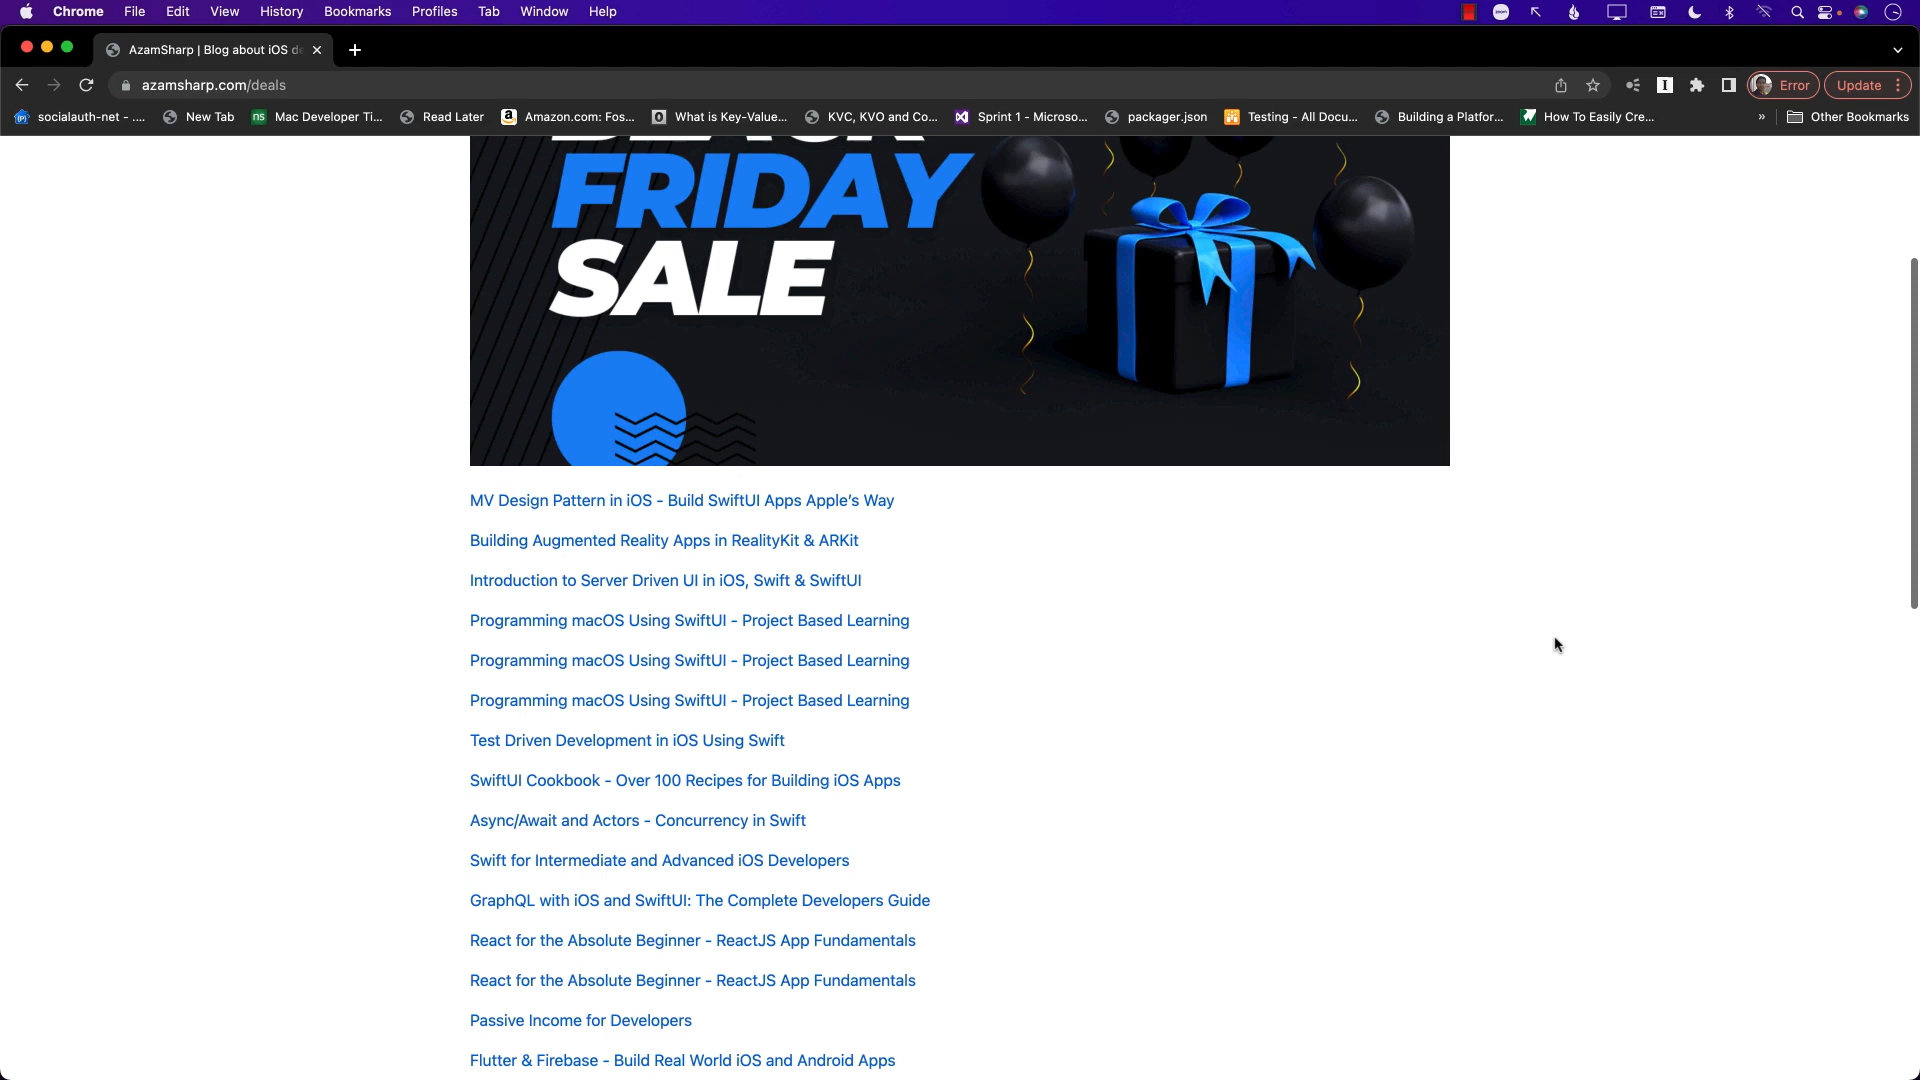 Chrome File Edit View History Bookmarks Profiles Tab Window Help
AzamSharp | Blog about iOS de
azamsharp.com/deals
Error
Update
socialauth-net - .... New Tab Mac Developer Ti... Read Later Amazon.com: Fos... What is Key-Value... KVC, KVO and Co... Sprint 1 - Microso... packager.json Testing - All Docu... Building a Platfor... How To Easily Cre... » Other Bookmarks
BLACK
FRIDAY
SALE
MV Design Pattern in iOS - Build SwiftUI Apps Apple's Way
Building Augmented Reality Apps in RealityKit & ARKit
Introduction to Server Driven UI in iOS, Swift & SwiftUI
Programming macOS Using SwiftUI - Project Based Learning
Programming macOS Using SwiftUI - Project Based Learning
Programming macOS Using SwiftUI - Project Based Learning
Test Driven Development in iOS Using Swift
SwiftUI Cookbook - Over 100 Recipes for Building iOS Apps
Async/Await and Actors - Concurrency in Swift
Swift for Intermediate and Advanced iOS Developers
GraphQL with iOS and SwiftUI: The Complete Developers Guide
React for the Absolute Beginner - ReactJS App Fundamentals
React for the Absolute Beginner - ReactJS App Fundamentals
Passive Income for Developers
Flutter & Firebase - Build Real World iOS and Android Apps